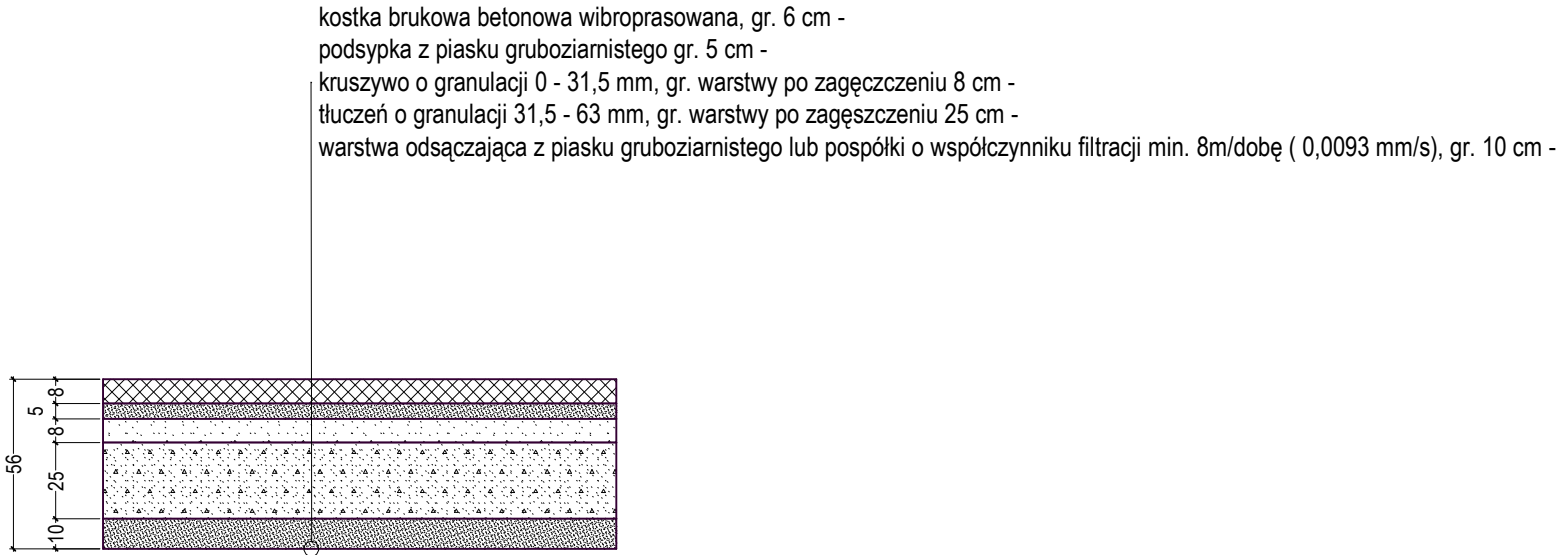 kostka brukowa betonowa wibroprasowana, gr. 6 cm -
podsypka z piasku gruboziarnistego gr. 5 cm -
kruszywo o granulacji 0 - 31,5 mm, gr. warstwy po zagęczczeniu 8 cm -
tłuczeń o granulacji 31,5 - 63 mm, gr. warstwy po zagęszczeniu 25 cm -
warstwa odsączająca z piasku gruboziarnistego lub pospółki o współczynniku filtracji min. 8m/dobę ( 0,0093 mm/s), gr. 10 cm -
8
5
8
56
25
10